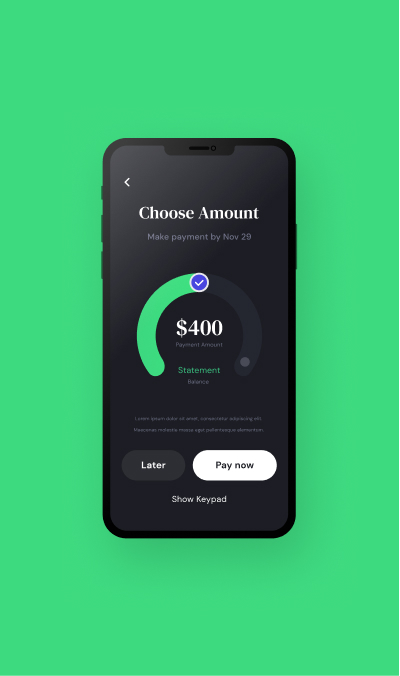 Choose Amount
Make payment by Nov 29
$400
Payment Amount
Statement
Balance
Lorem ipsum dolor sit amet, consectetur adipiscing elit.
Maecenas molestie massa eget pellentesque elementum.
Later
Pay now
Show Keypad